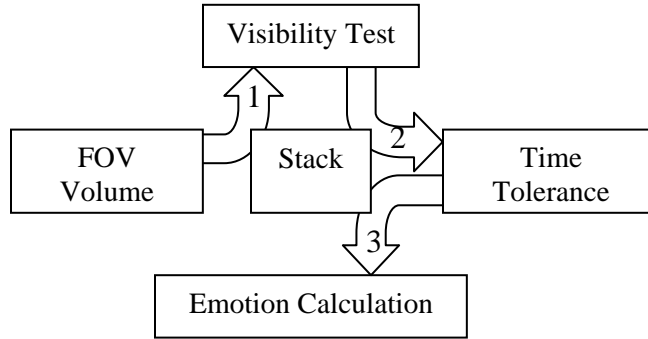 Visibility Test
1
FOV
Volume
Stack
2
Time
Tolerance
3
Emotion Calculation